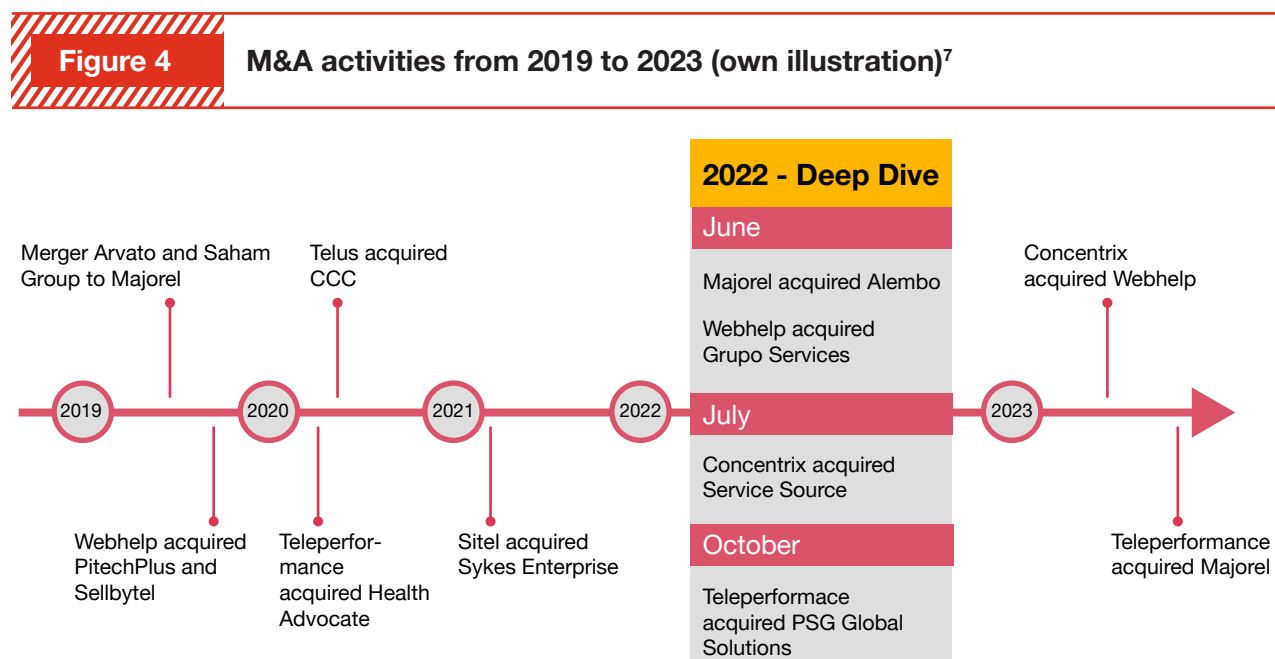 Figure 4
M&A activities from 2019 to 2023 (own illustration)7
Merger Arvato and Saham
Group to Majorel
Telus acquired
CCC
2022 - Deep Dive
June
Majorel acquired Alembo
Webhelp acquired
Grupo Services
Concentrix
acquired Webhelp
2019
2020
2021
2022
July
2023
Concentrix acquired
Service Source
Webhelp acquired
PitechPlus and
Sellbytel
Teleperfor-
mance
acquired Health
Advocate
Sitel acquired
Sykes Enterprise
October
Teleperformace
acquired PSG Global
Solutions
Teleperformance
acquired Majorel